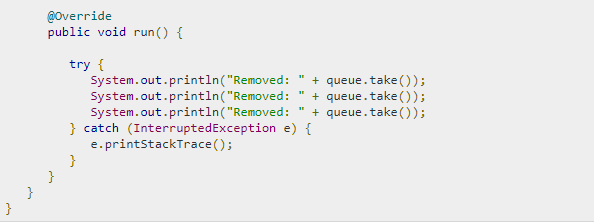 @Override
public void run() {
try {
System.out.println("Removed: " + queue.take());
System.out.println("Removed: " + queue.take());
System.out.println("Removed: " + queue.take());
} catch (InterruptedException e) {
e.printStackTrace();
}
}
}
}